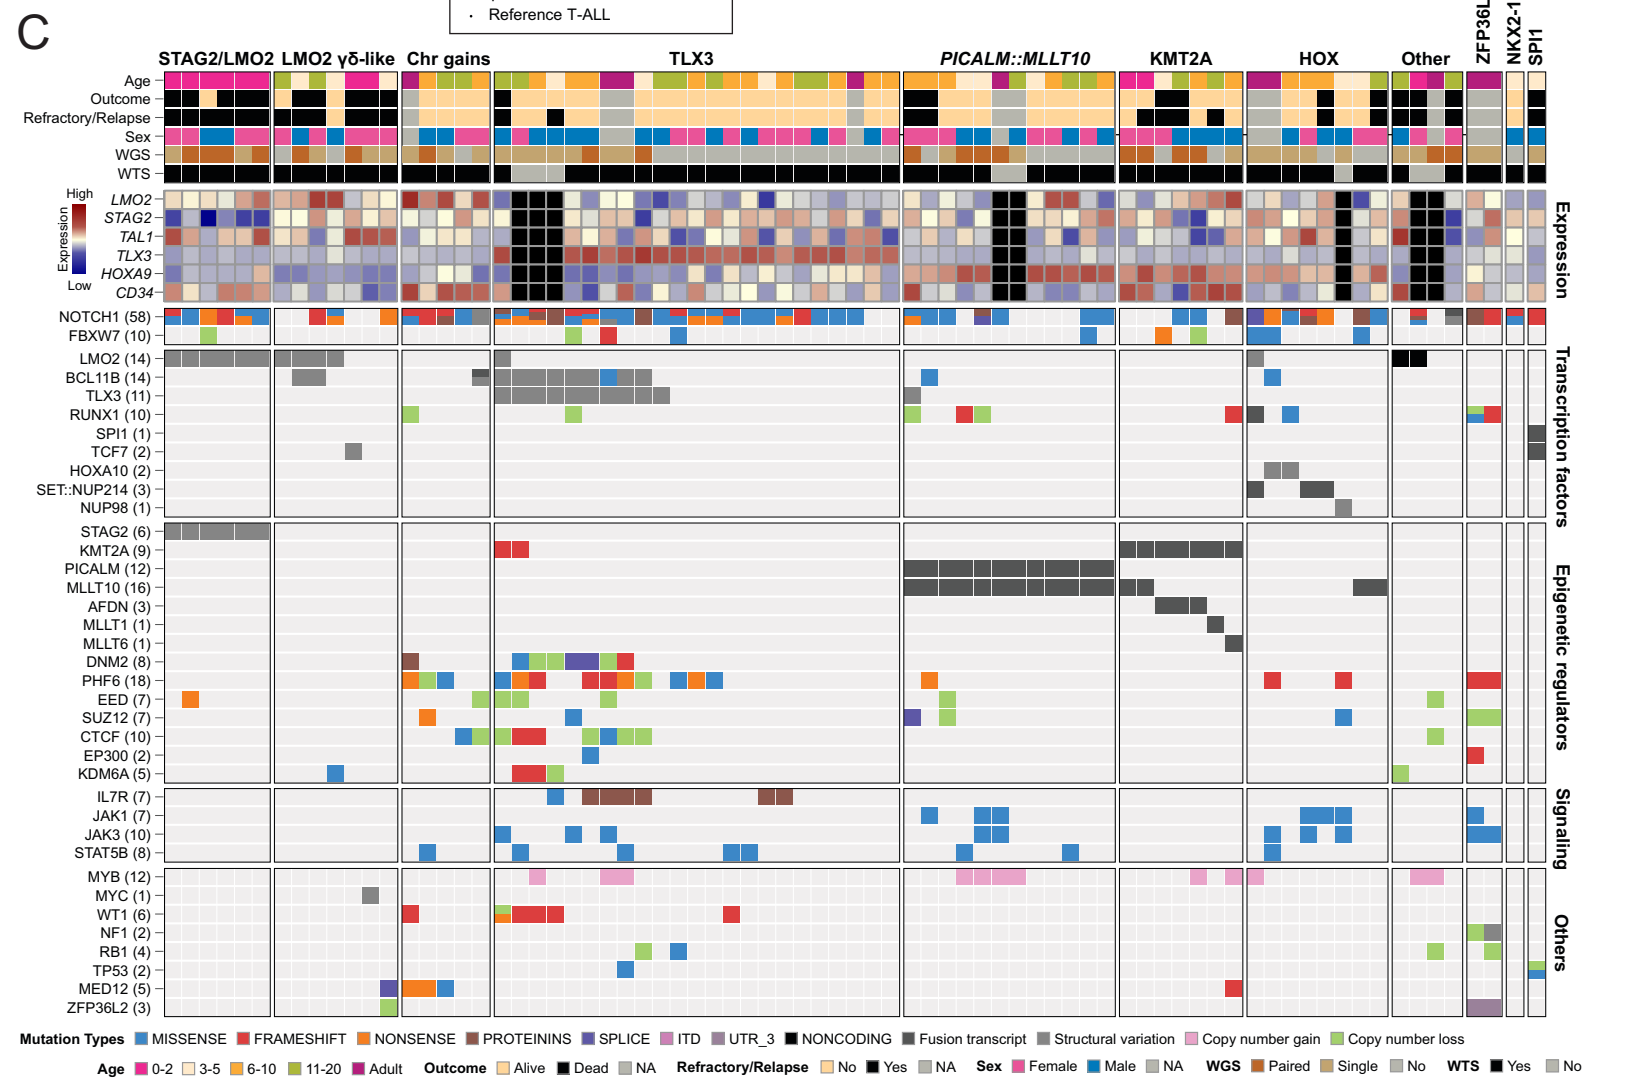 C
· Reference T-ALL
STAG2/LMO2 LMO2 γδ-like Chr gains TLX3 PICALM::MLLT10 KMT2A HOX Other ZFP36L NKX2-1 SPI1
Age
Outcome
Refractory/Relapse
Sex
WGS
WTS
High
Expression
Low
LMO2
STAG2
TAL1
TLX3
HOXA9
CD34
Expression
NOTCH1 (58)
FBXW7 (10)
LMO2 (14)
BCL11B (14)
TLX3 (11)
RUNX1 (10)
SPI1 (1)
TCF7 (2)
HOXA10 (2)
SET::NUP214 (3)
NUP98 (1)
Transcription factors
STAG2 (6)
KMT2A (9)
PICALM (12)
MLLT10 (16)
AFDN (3)
MLLT1 (1)
MLLT6 (1)
DNM2 (8)
PHF6 (18)
EED (7)
SUZ12 (7)
CTCF (10)
EP300 (2)
KDM6A (5)
Epigenetic regulators
IL7R (7)
JAK1 (7)
JAK3 (10)
STAT5B (8)
Signaling
MYB (12)
MYC (1)
WT1 (6)
NF1 (2)
RB1 (4)
TP53 (2)
MED12 (5)
ZFP36L2 (3)
Others
Mutation Types MISSENSE FRAMESHIFT NONSENSE PROTEININS SPLICE ITD UTR_3 NONCODING Fusion transcript Structural variation Copy number gain Copy number loss
Age 0-2 3-5 6-10 11-20 Adult Outcome Alive Dead NA Refractory/Relapse No Yes NA Sex Female Male NA WGS Paired Single No WTS Yes No